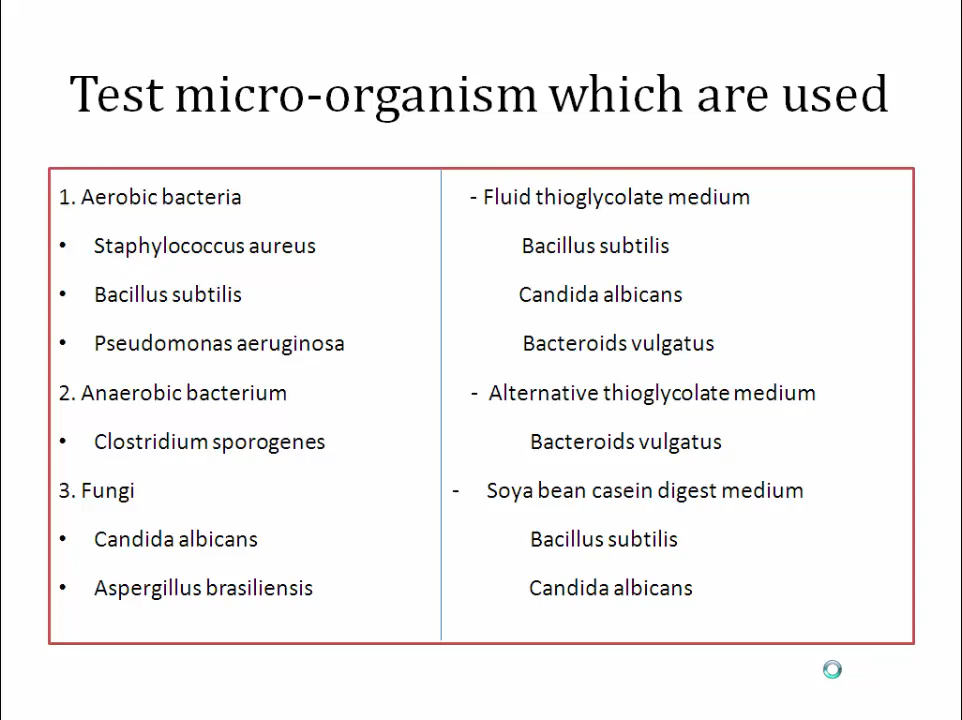 Test micro-organism which are used
1. Aerobic bacteria
• Staphylococcus aureus
• Bacillus subtilis
• Pseudomonas aeruginosa
2. Anaerobic bacterium
• Clostridium sporogenes
3. Fungi
• Candida albicans
• Aspergillus brasiliensis
- Fluid thioglycolate medium
Bacillus subtilis
Candida albicans
Bacteroids vulgatus
- Alternative thioglycolate medium
Bacteroids vulgatus
- Soya bean casein digest medium
Bacillus subtilis
Candida albicans